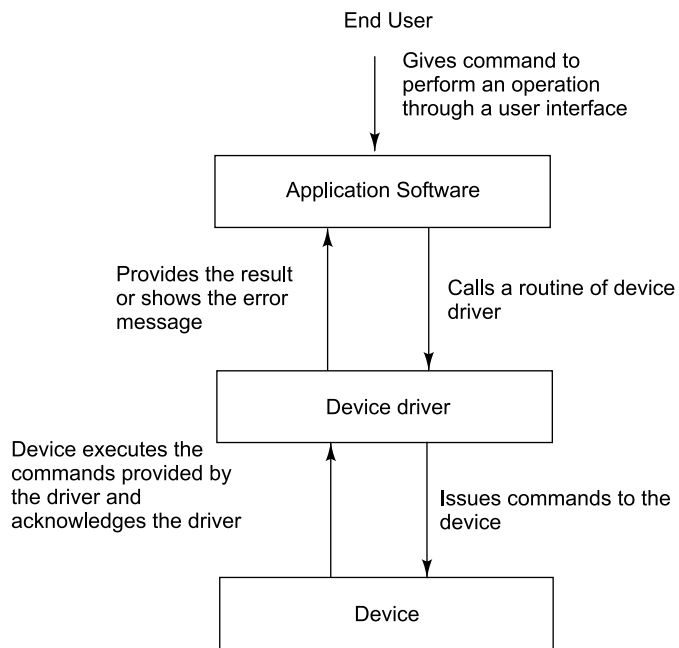 End User
Gives command to
perform an operation
through a user interface
Application Software
Provides the result
or shows the error
message
Calls a routine of device
driver
Device driver
Device executes the
commands provided by
the driver and
acknowledges the driver
Issues commands to the
device
Device